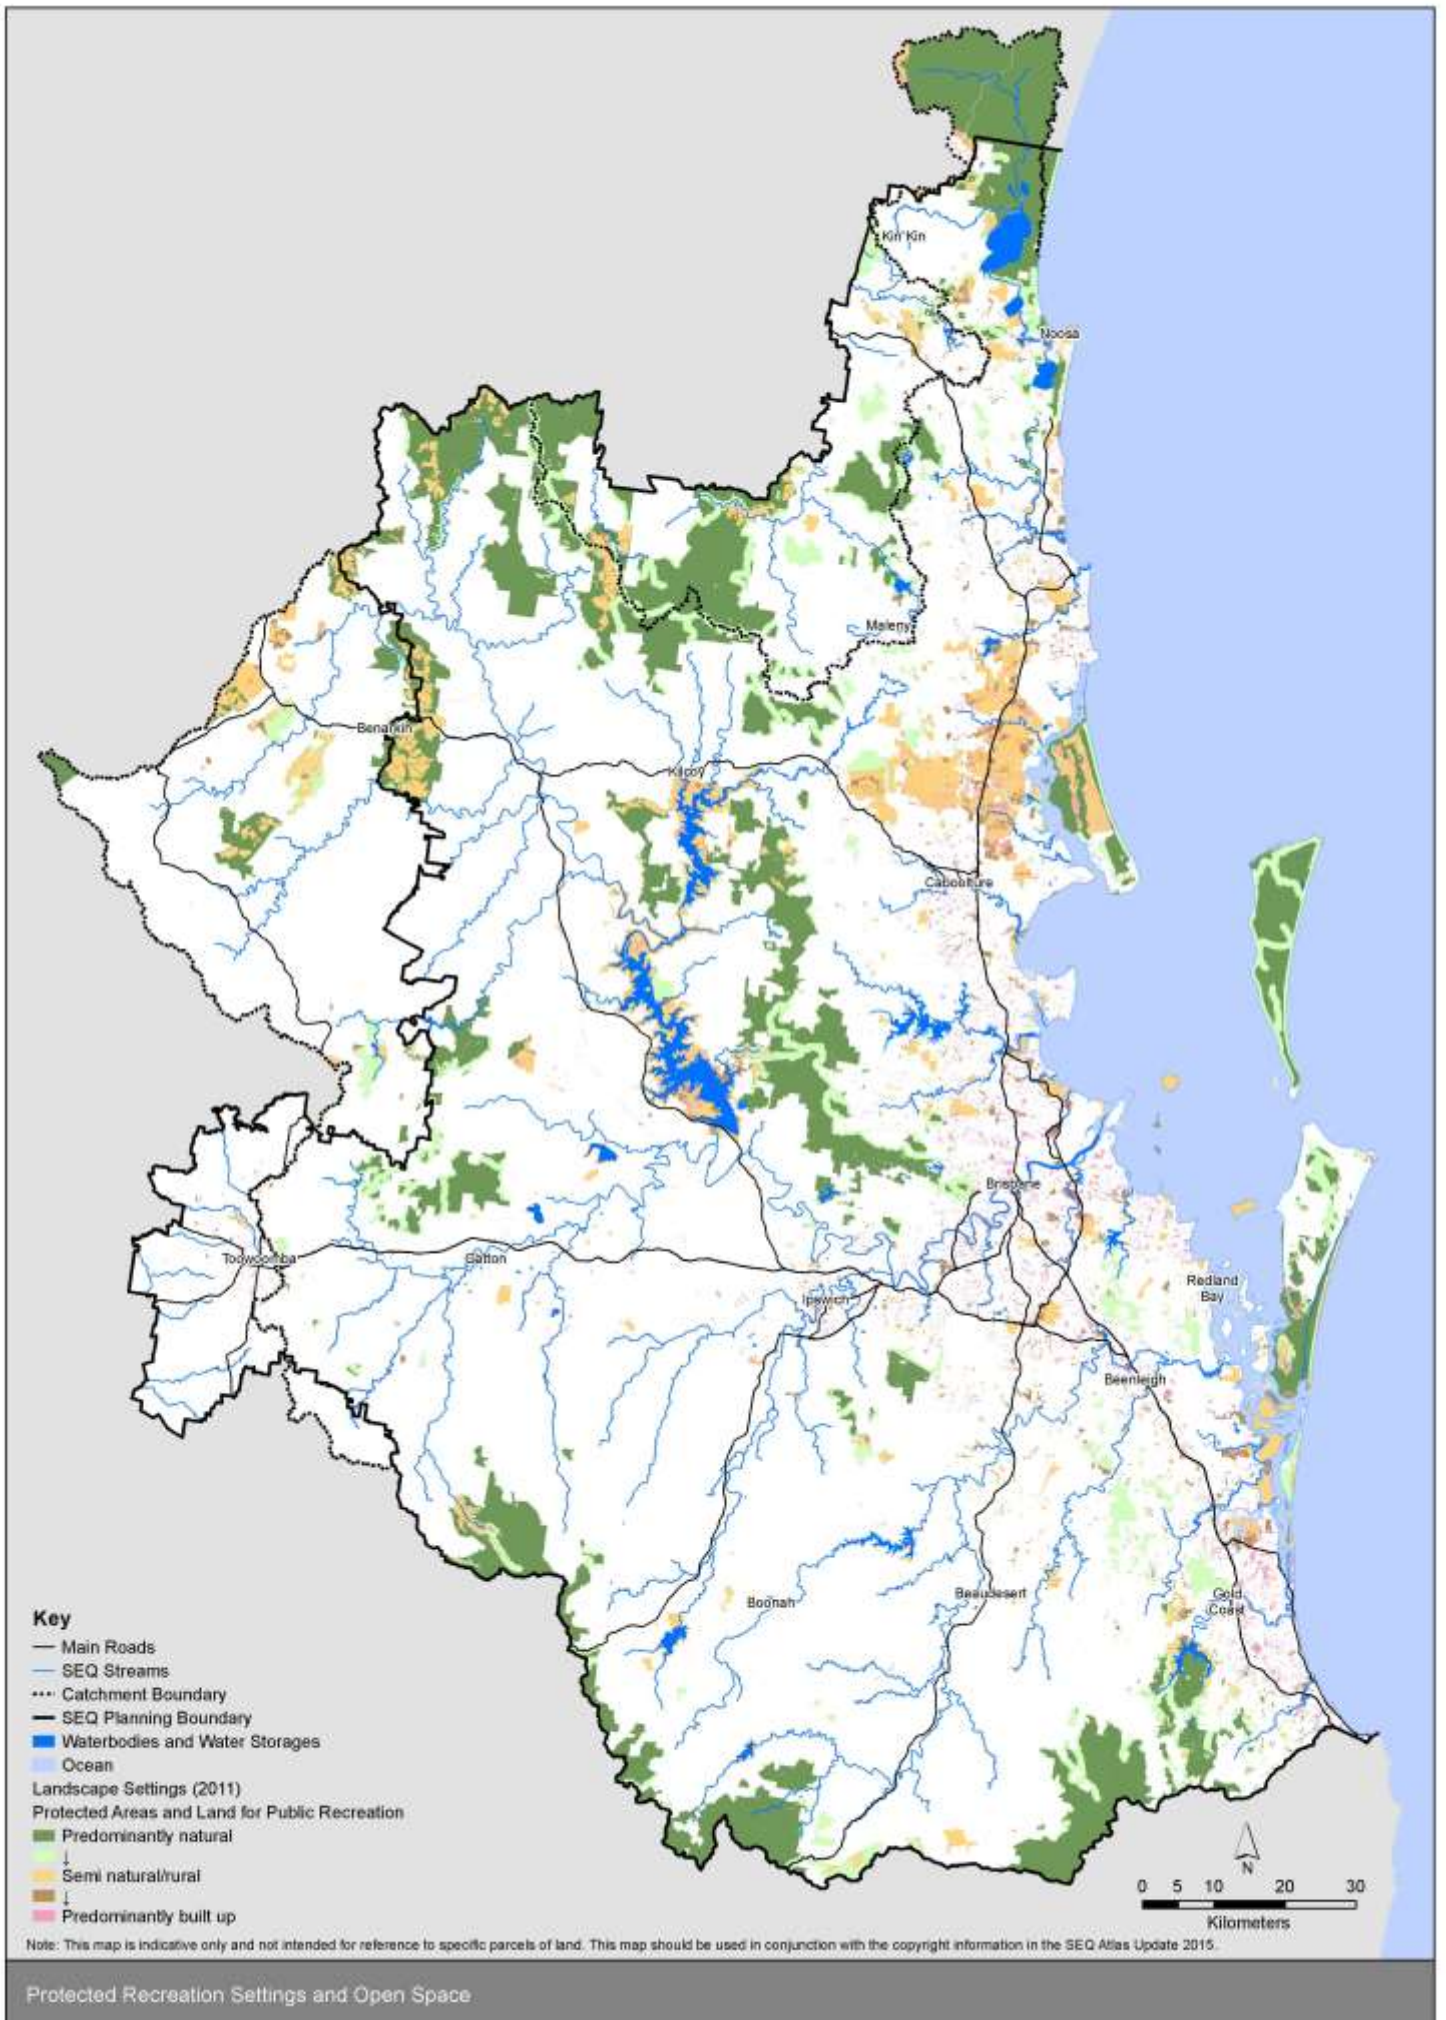 Kin Kin
Noosa
Maleny
Benarkin
Kilcoy
Caboolture
Brisbane
Toowoomba
Gatton
Redland
Bay
Ipswich
Beenleigh
Boonah
Beaudesert
Gold
Coast
Key
Main Roads
SEQ Streams
Catchment Boundary
SEQ Planning Boundary
Waterbodies and Water Storages
Ocean
Landscape Settings (2011)
Protected Areas and Land for Public Recreation
Predominantly natural
↓
Semi natural/rural
↓
Predominantly built up
N
0 5 10 20 30
Kilometers
Note: This map is indicative only and not intended for reference to specific parcels of land. This map should be used in conjunction with the copyright information in the SEQ Atlas Update 2015.
Protected Recreation Settings and Open Space